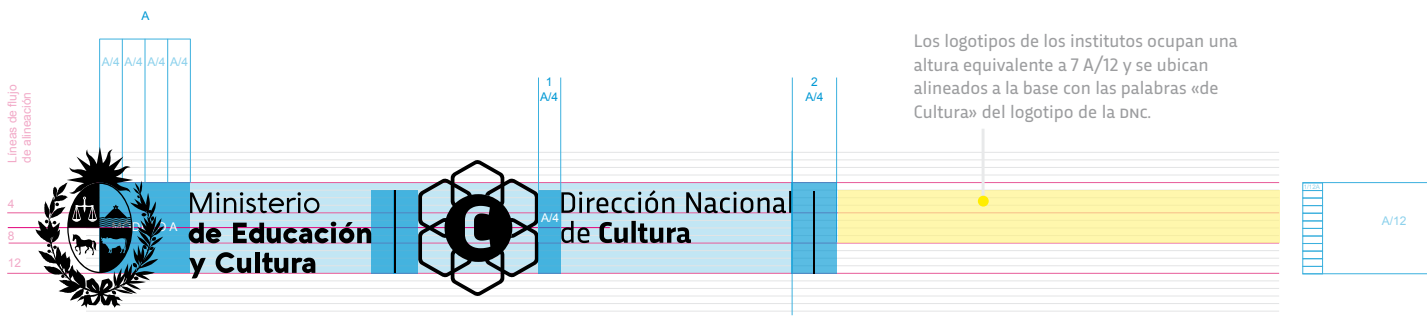 A
A/4 A/4 A/4 A/4
Líneas de flujo
de alineación
1
A/4
2
A/4
Los logotipos de los institutos ocupan una
altura equivalente a 7 A/12 y se ubican
alineados a la base con las palabras «de
Cultura» del logotipo de la DNC.
4
8
12
A
Ministerio
de Educación
y Cultura
C
A/4
Dirección Nacional
de Cultura
A/12